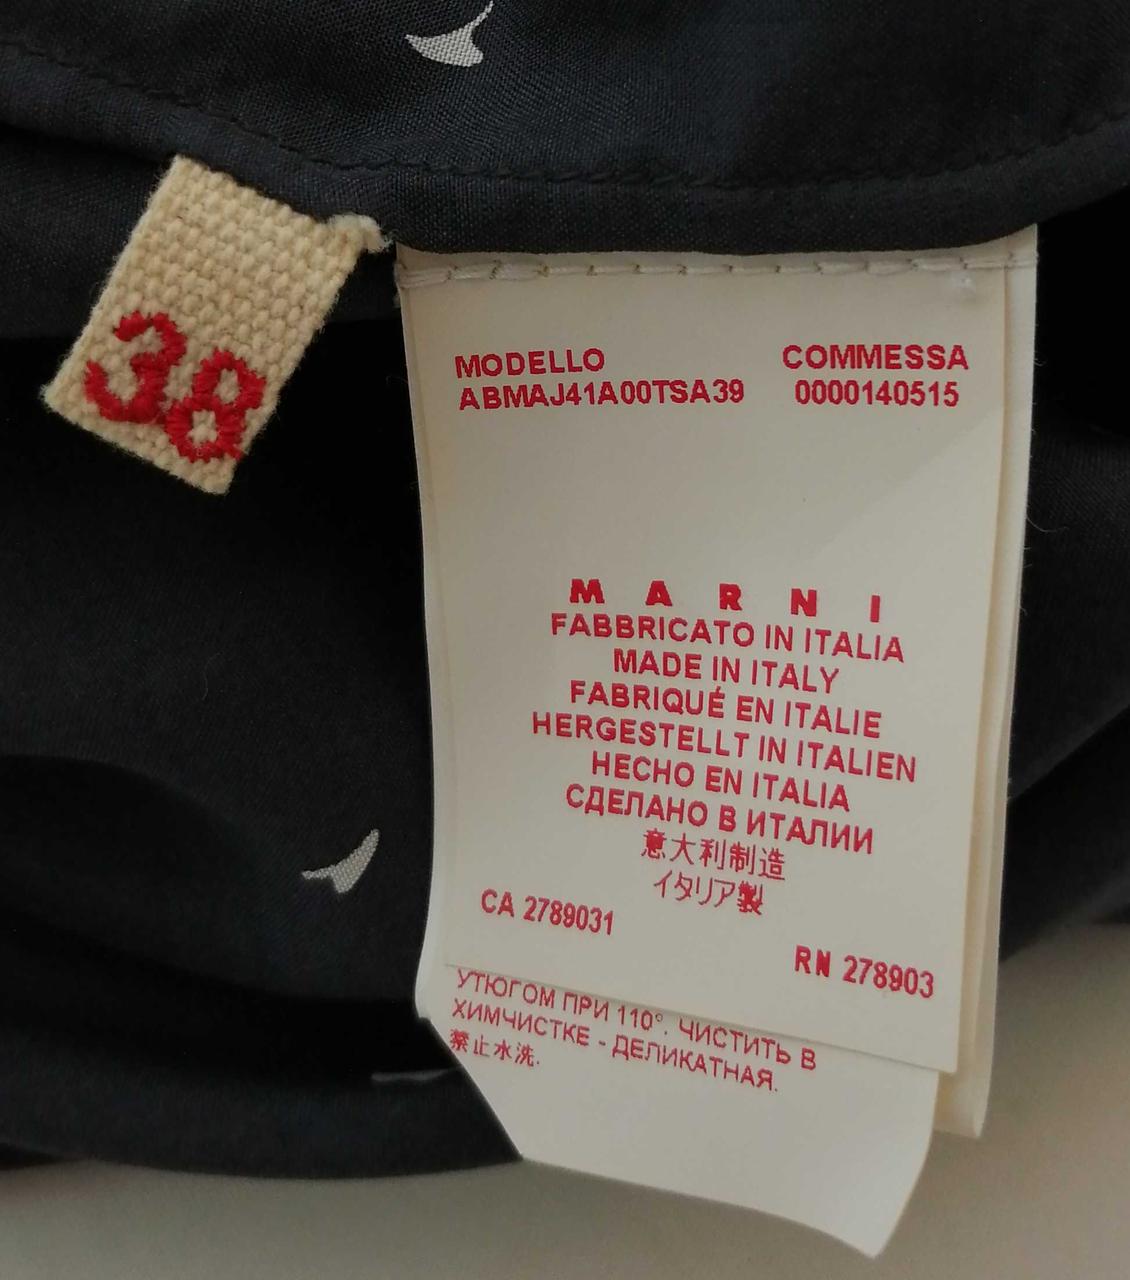 38
MODELLO COMMESSA
ABMAJ41A00TSA39 0000140515
MARNI
FABBRICATO IN ITALIA
MADE IN ITALY
FABRIQUÉ EN ITALIE
HERGESTELLT IN ITALIEN
HECHO EN ITALIA
СДЕЛАНО В ИТАЛИИ
意大利制造
イタリア製
CA 2789031
RN 278903
УТЮГОМ ПРИ 110°. ЧИСТИТЬ В
ХИМЧИСТКЕ - ДЕЛИКАТНАЯ.
禁止水洗.